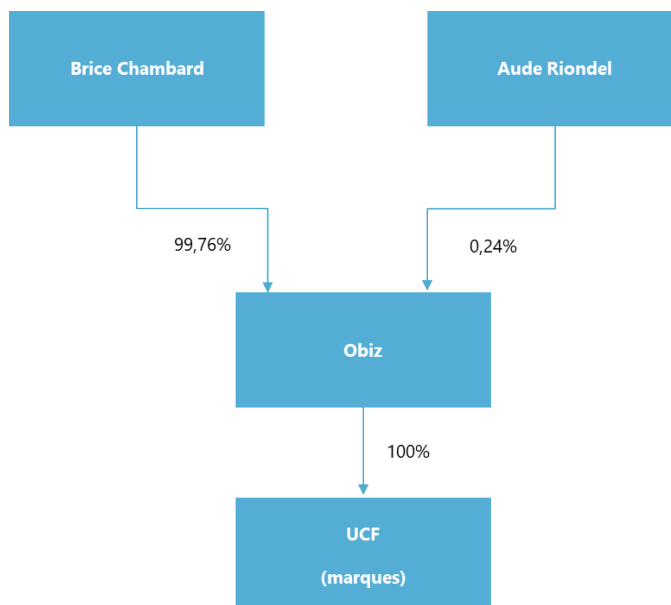 Brice Chambard
Aude Riondel
99,76%
0,24%
Obiz
100%
UCF
(marques)